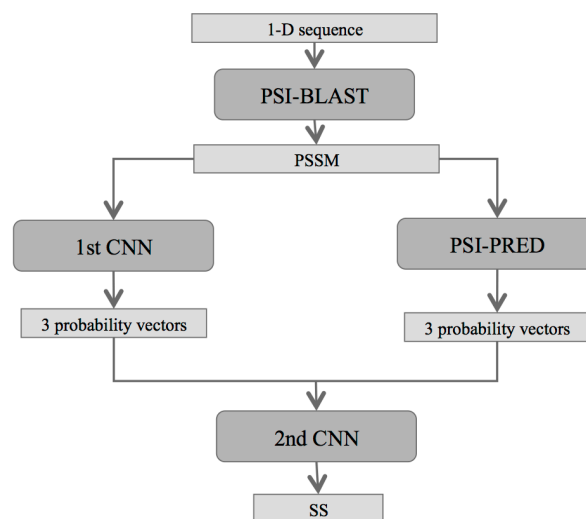 1-D sequence
PSI-BLAST
PSSM
1st CNN
PSI-PRED
3 probability vectors
3 probability vectors
2nd CNN
SS